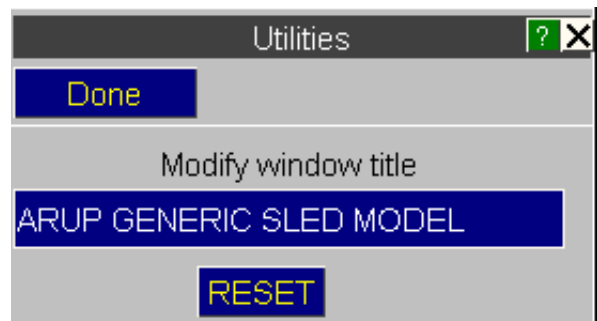 Utilities ? X
Done
Modify window title
ARUP GENERIC SLED MODEL
RESET